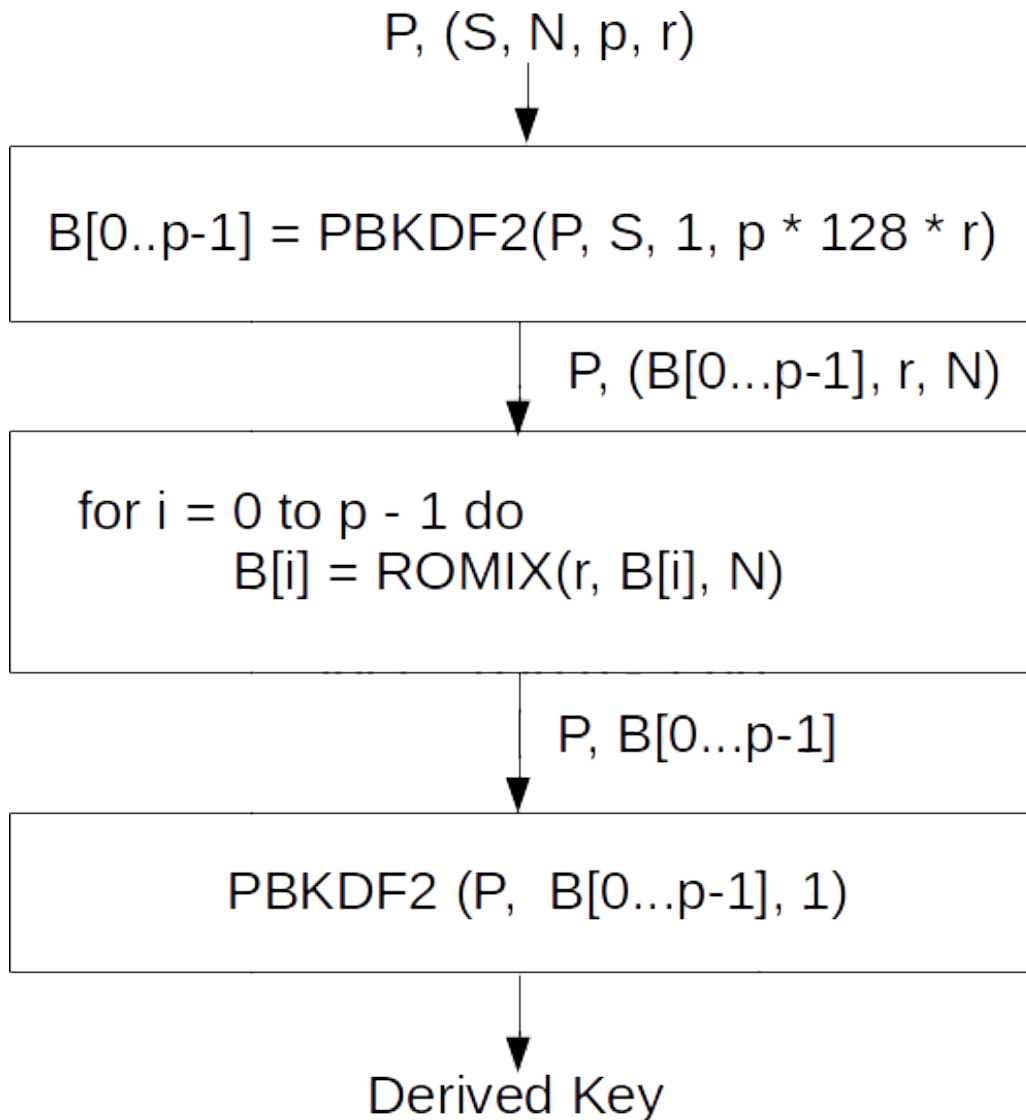 P, (S, N, p, r)
B[0..p-1] = PBKDF2(P, S, 1, p * 128 * r)
P, (B[0...p-1], r, N)
for i = 0 to p - 1 do
B[i] = ROMIX(r, B[i], N)
P, B[0...p-1]
PBKDF2 (P, B[0...p-1], 1)
Derived Key